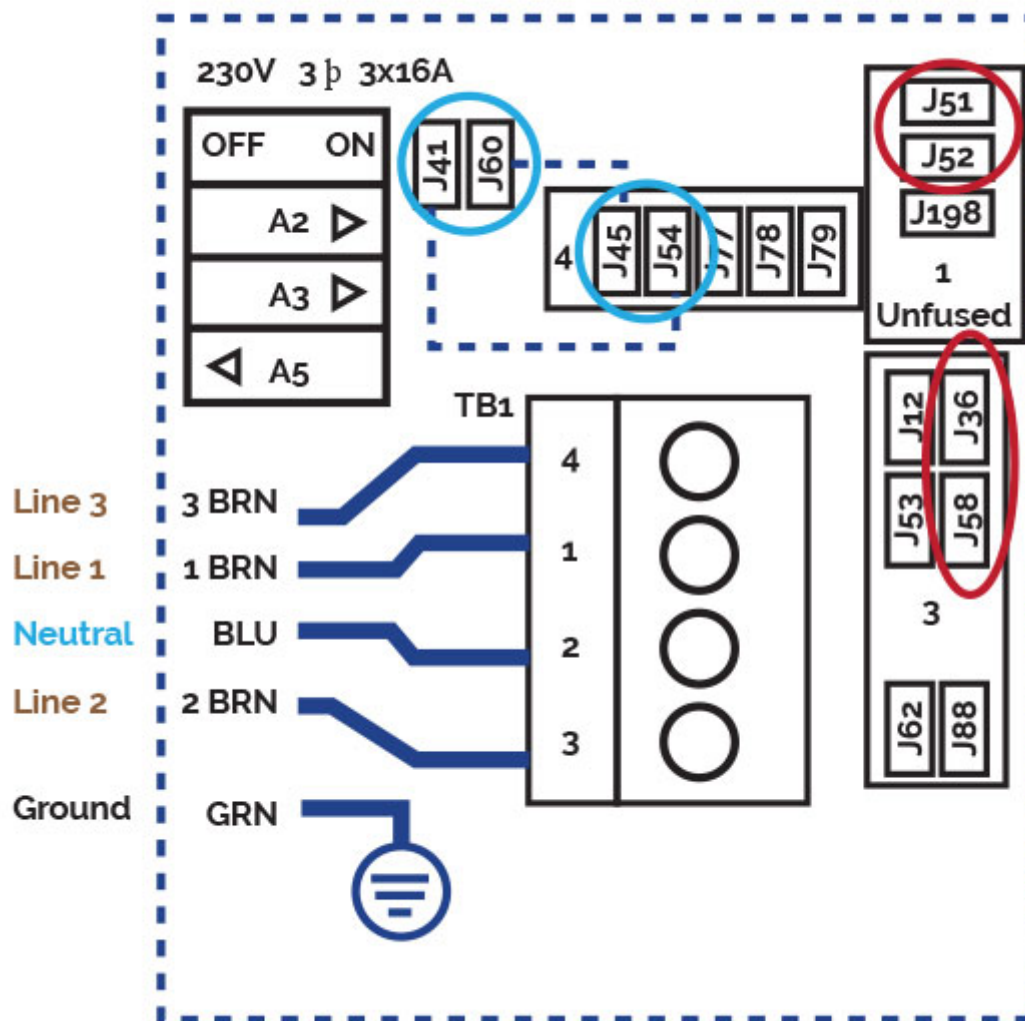 230V 3 þ 3x16A
OFF ON
A2
A3
A5
J41
J60
4
J45
J54
J77
J78
J79
J51
J52
J198
1
Unfused
J12
J36
J53
J58
3
J62
J88
TB1
4
1
2
3
Line 3 3 BRN
Line 1 1 BRN
Neutral BLU
Line 2 2 BRN
Ground GRN